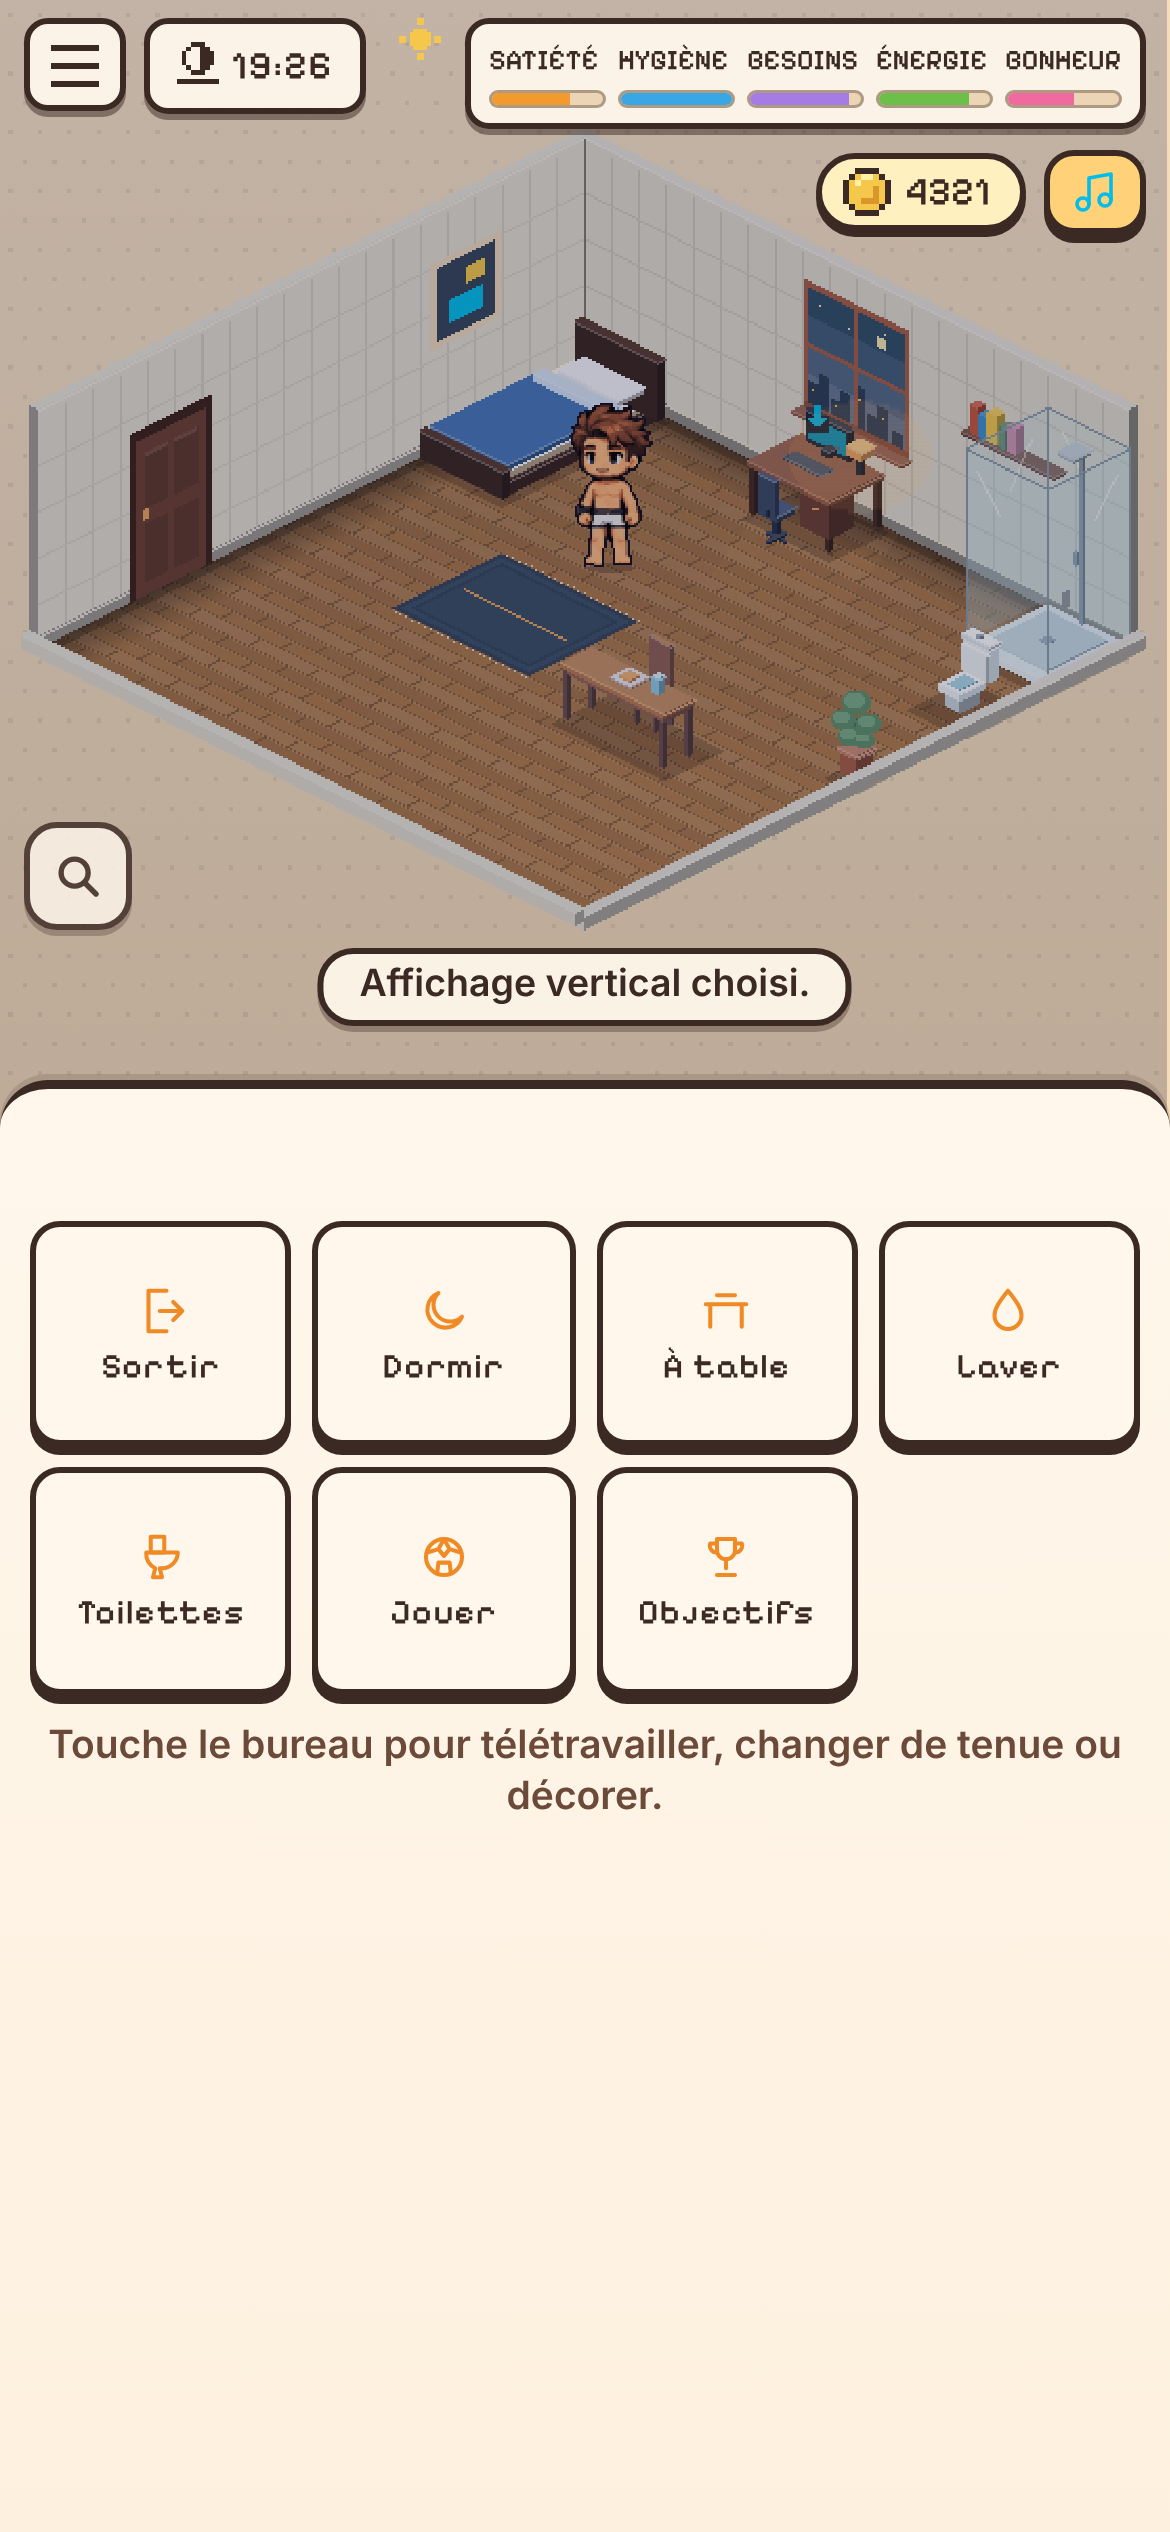 19:26
SATIÉTÉ HYGIÈNE BESOINS ÉNERGIE BONHEUR
4321
Affichage vertical choisi.
Sortir
Dormir
À table
Laver
Toilettes
Jouer
Objectifs
Touche le bureau pour télétravailler, changer de tenue ou
décorer.